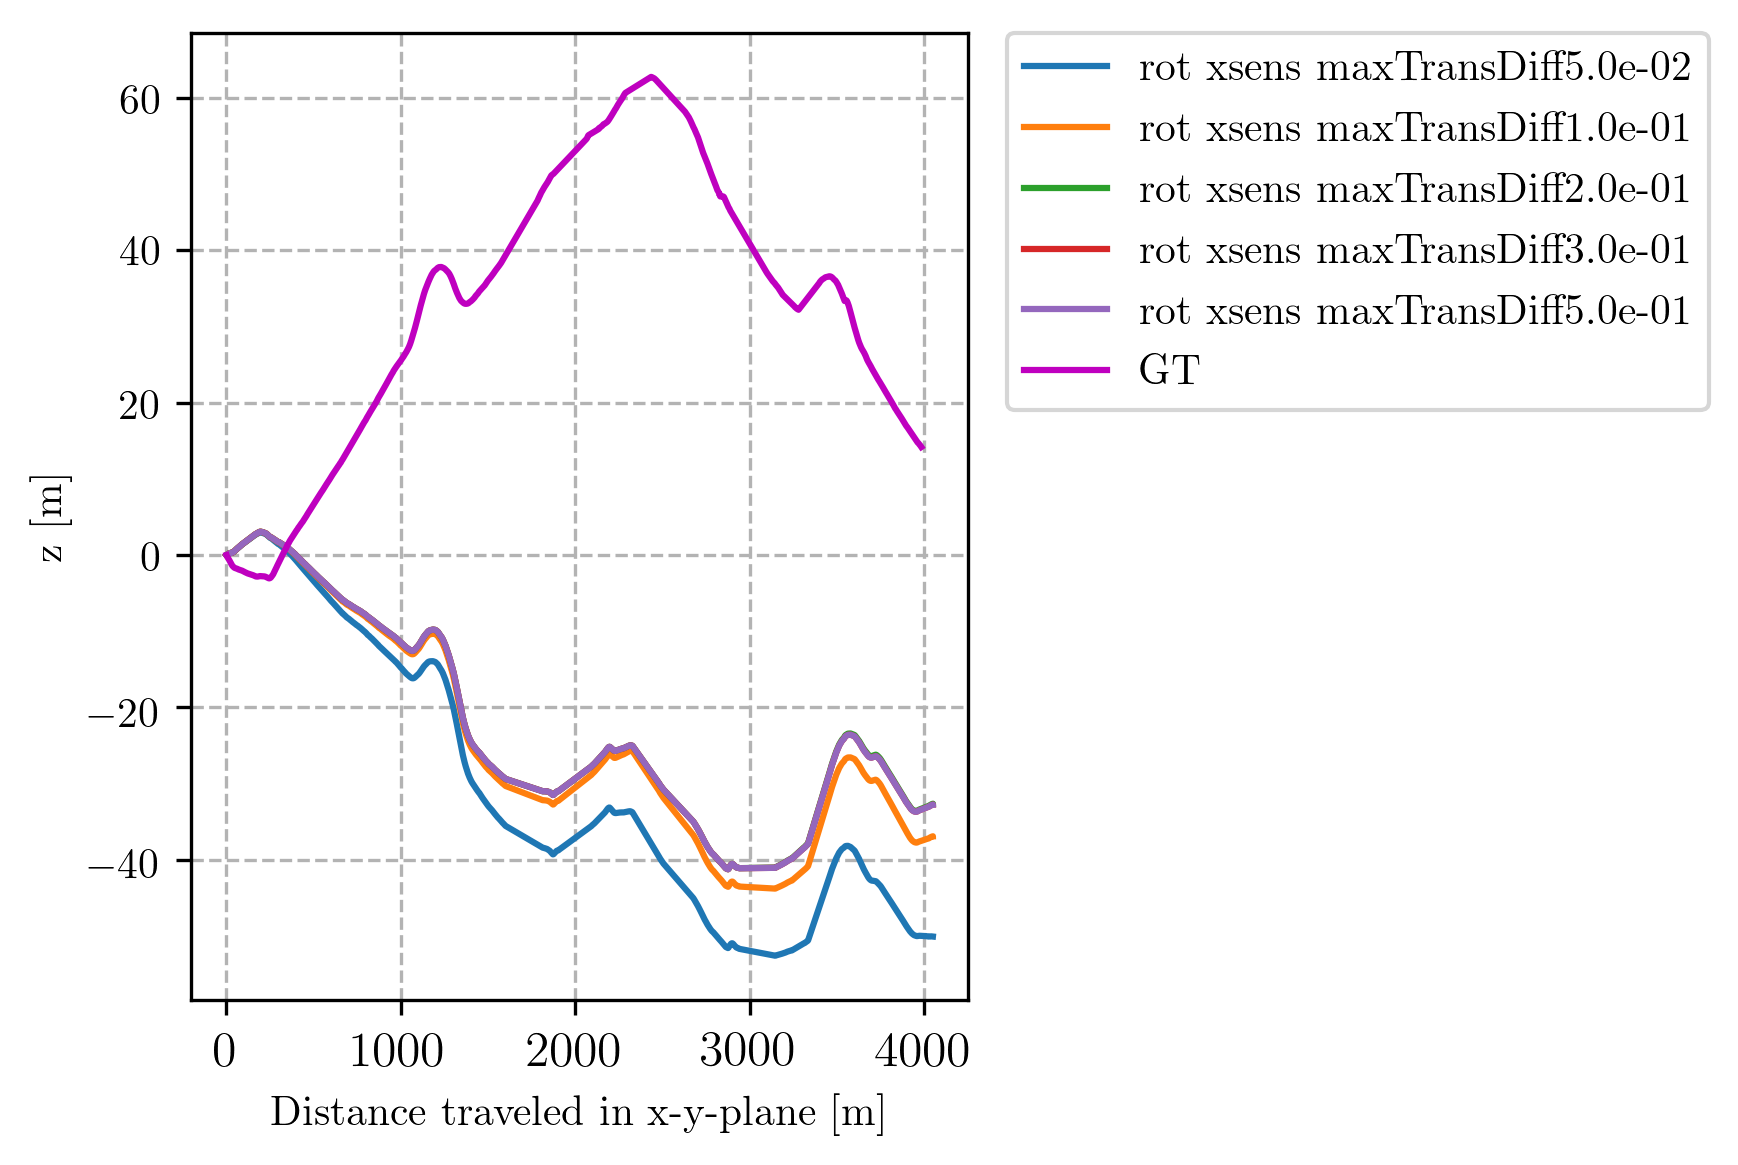 60
40
20
0
−20
−40
z [m]
0 1000 2000 3000 4000
Distance traveled in x-y-plane [m]
rot xsens maxTransDiff5.0e-02
rot xsens maxTransDiff1.0e-01
rot xsens maxTransDiff2.0e-01
rot xsens maxTransDiff3.0e-01
rot xsens maxTransDiff5.0e-01
GT